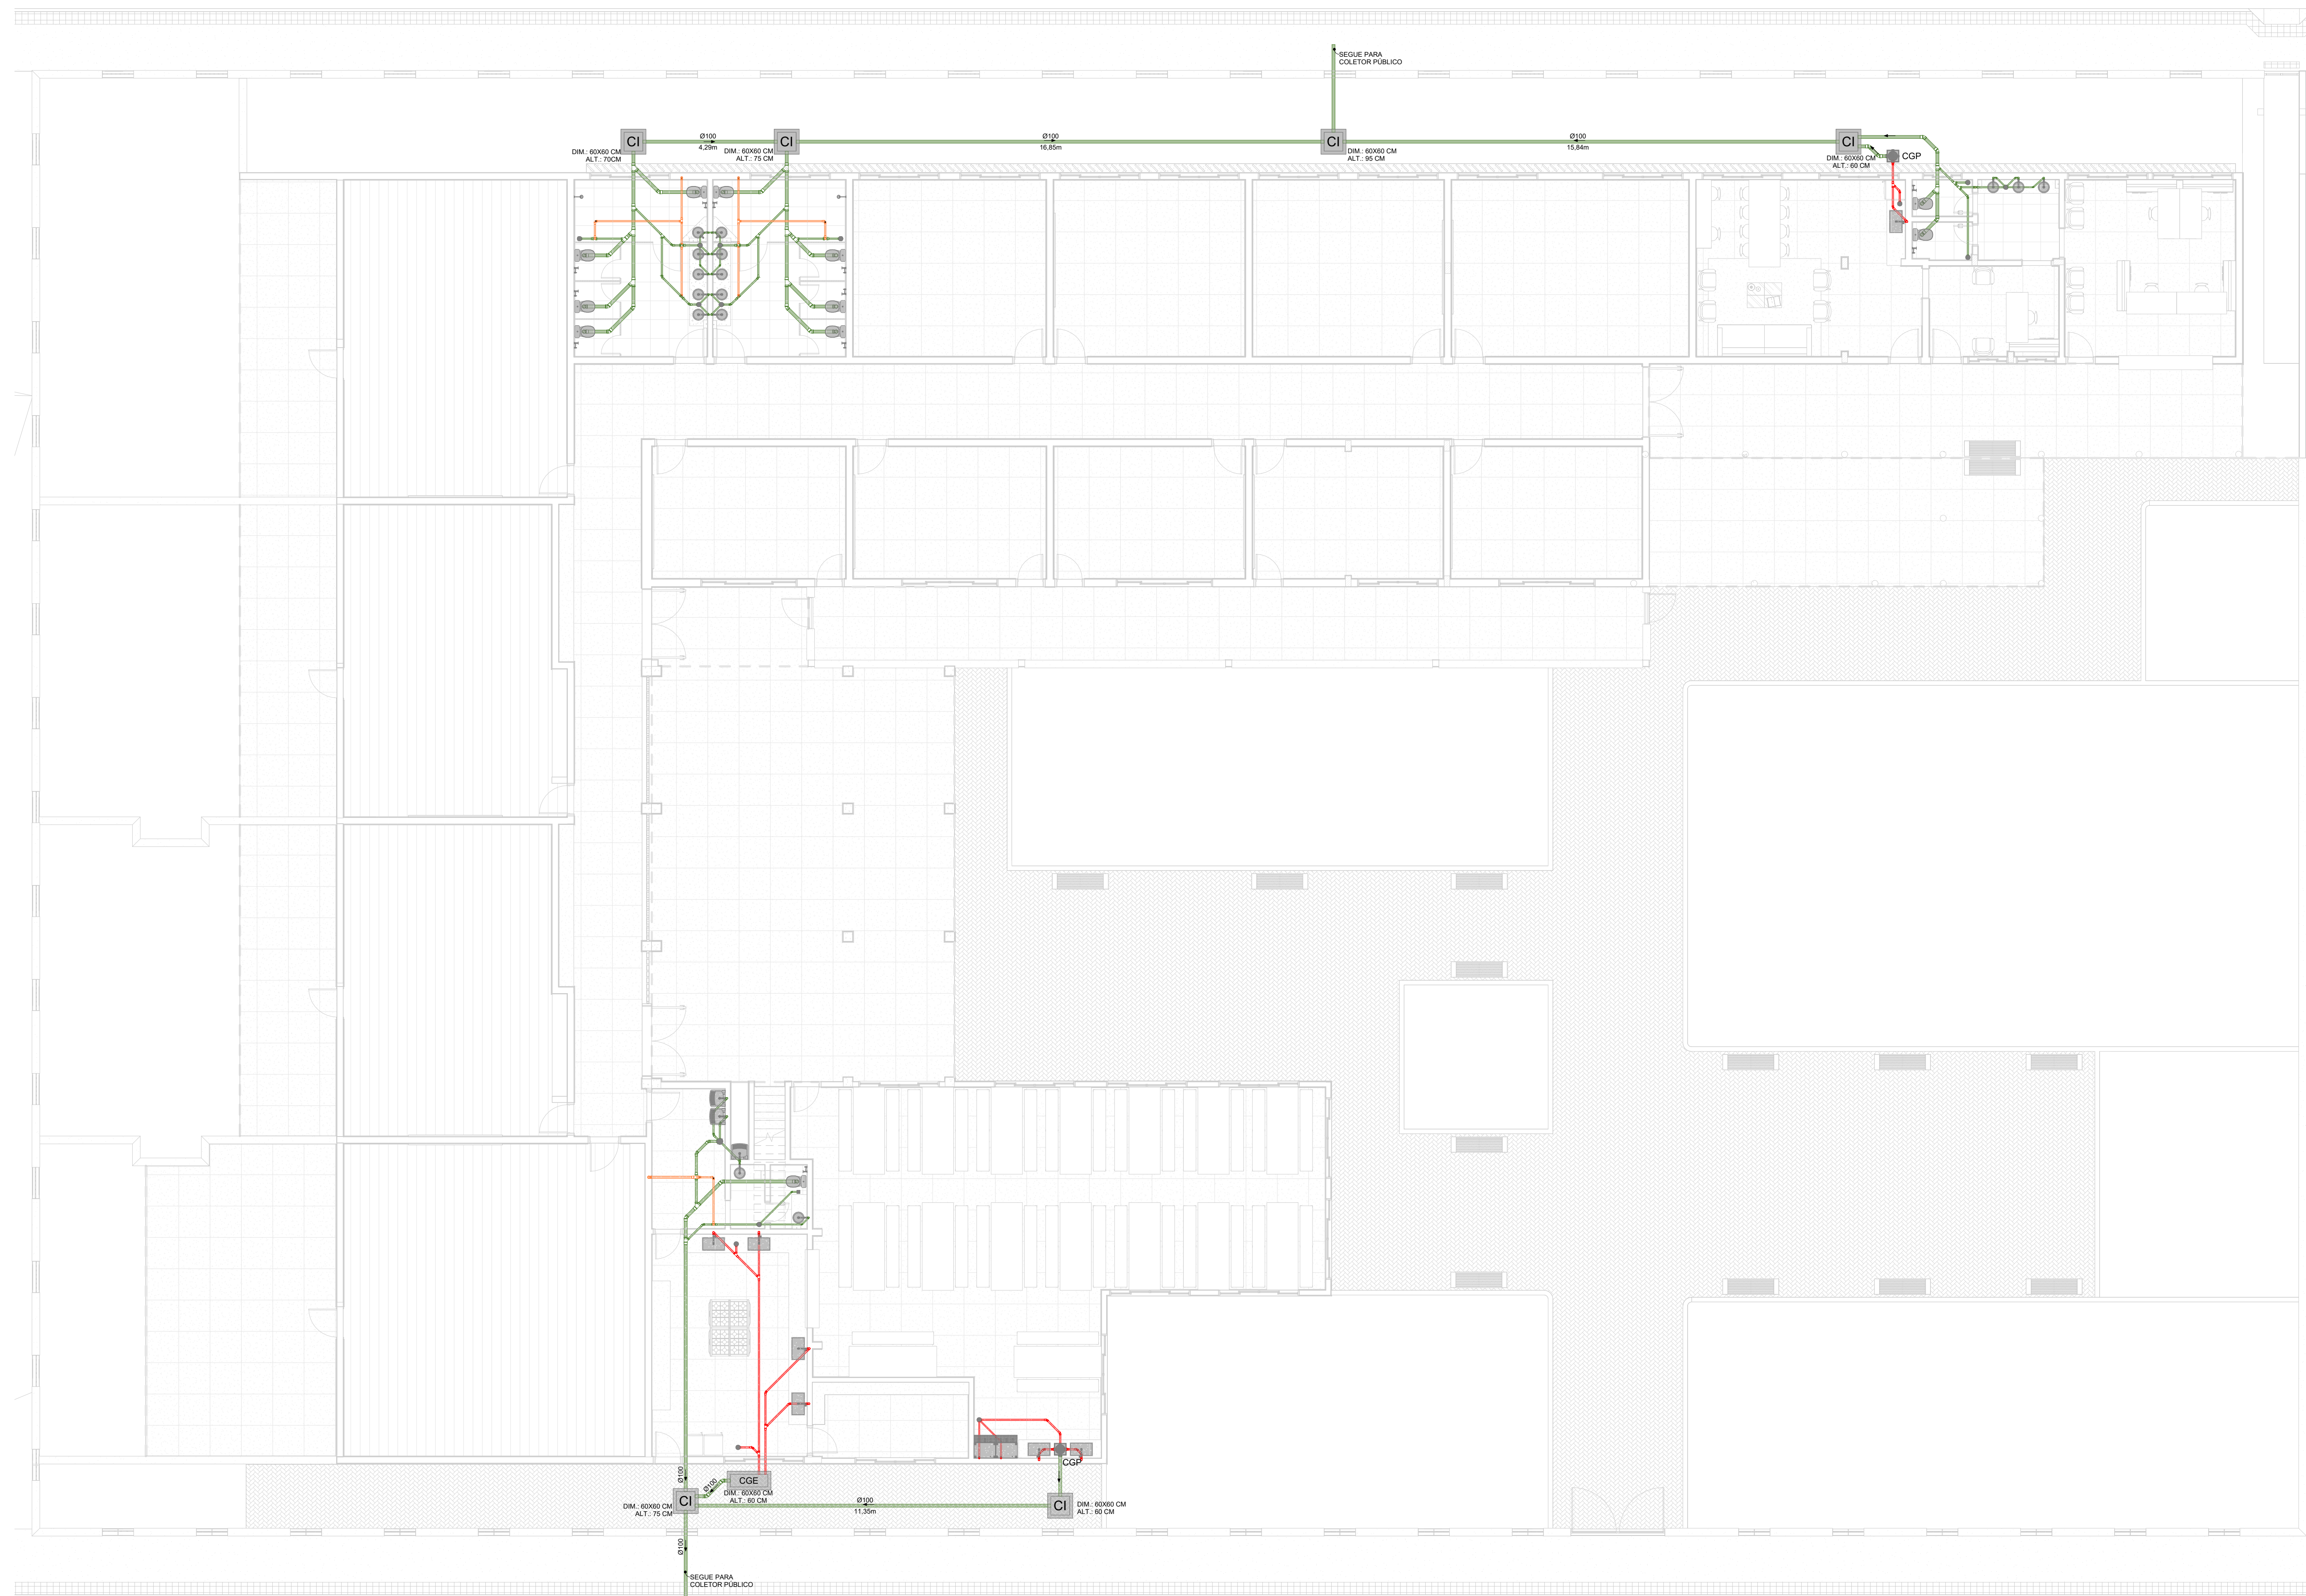 SEGUE PARA
COLETOR PÚBLICO
CI
Ø100
4,29m
CI
Ø100
16,85m
CI
Ø100
15,84m
CI
CGP
DIM.: 60X60 CM
ALT.: 70CM
DIM.: 60X60 CM
ALT.: 75 CM
DIM.: 60X60 CM
ALT.: 95 CM
DIM.: 60X60 CM
ALT.: 60 CM
CGP
Ø100
Ø100
CGE
DIM.: 60X60 CM
ALT.: 60 CM
CI
DIM.: 60X60 CM
ALT.: 75 CM
Ø100
11,35m
CI
DIM.: 60X60 CM
ALT.: 60 CM
Ø100
SEGUE PARA
COLETOR PÚBLICO